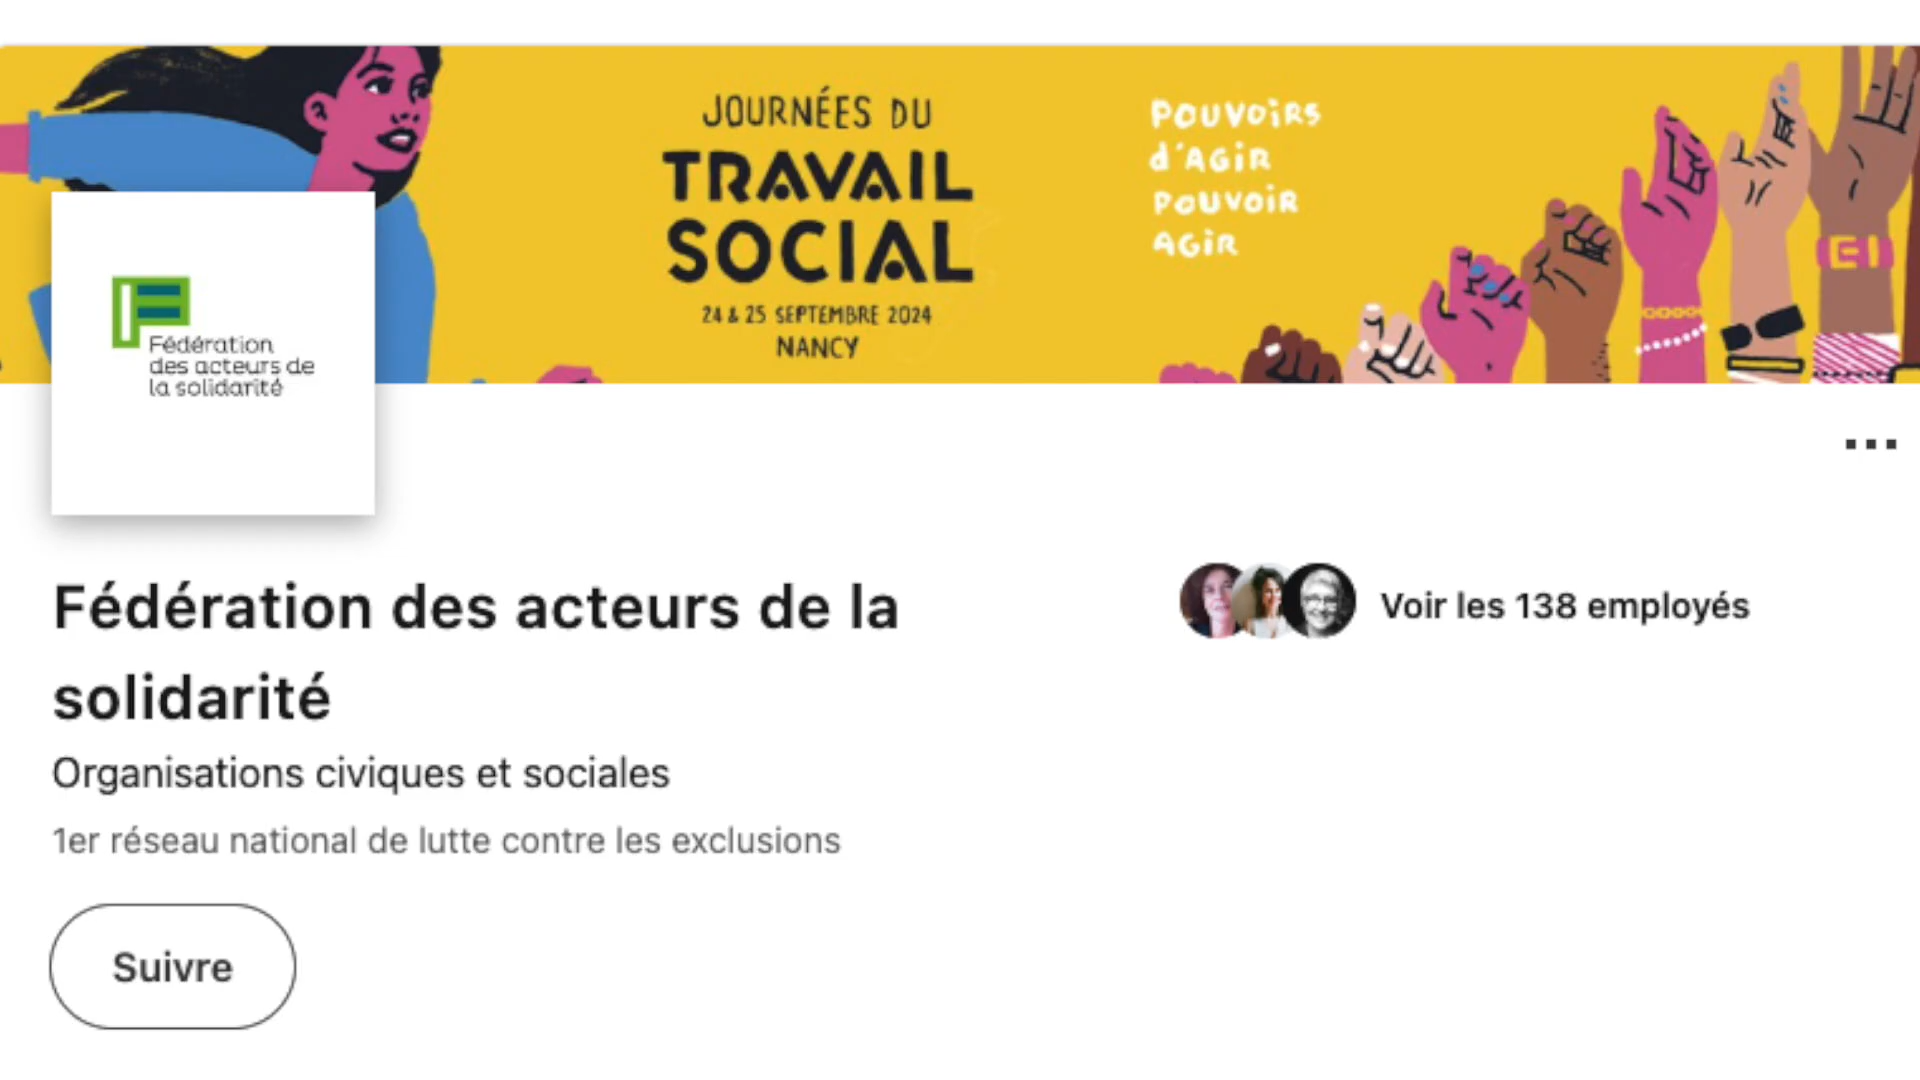 JOURNÉES DU
TRAVAIL
SOCIAL
24 & 25 SEPTEMBRE 2024
NANCY
POUVOIRS
d'AGIR
POUVOIR
AGIR
Fédération
des acteurs de
la solidarité
Fédération des acteurs de la
solidarité
Voir les 138 employés
Organisations civiques et sociales
1er réseau national de lutte contre les exclusions
Suivre